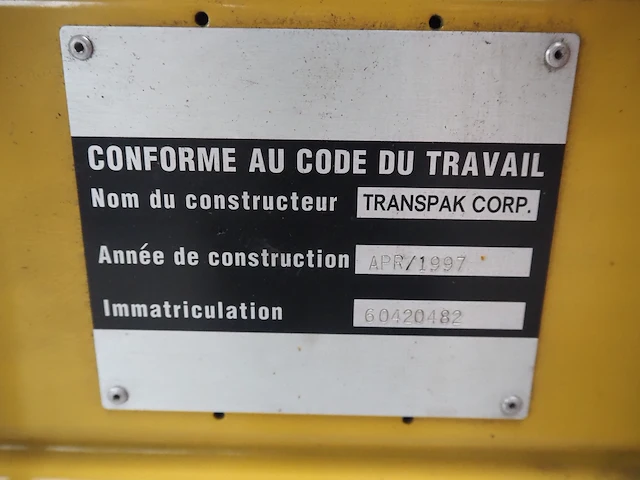 CONFORME AU CODE DU TRAVAIL
Nom du constructeur TRANSPAK CORP.
Année de construction APR/1997
Immatriculation 60420482